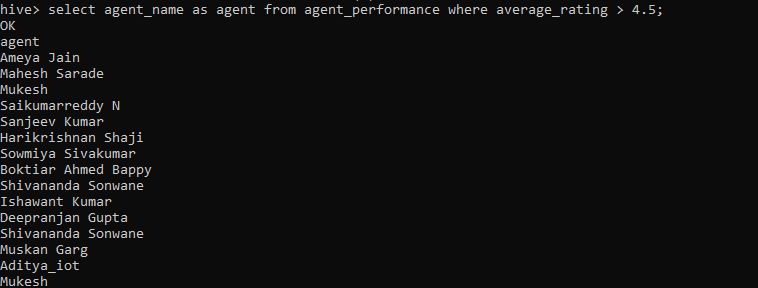 hive> select agent_name as agent from agent_performance where average_rating > 4.5;
OK
agent
Ameya Jain
Mahesh Sarade
Mukesh
Saikumarreddy N
Sanjeev Kumar
Harikrishnan Shaji
Sowmiya Sivakumar
Boktiar Ahmed Bappy
Shivananda Sonwane
Ishawant Kumar
Deepranjan Gupta
Shivananda Sonwane
Muskan Garg
Aditya_iot
Mukesh